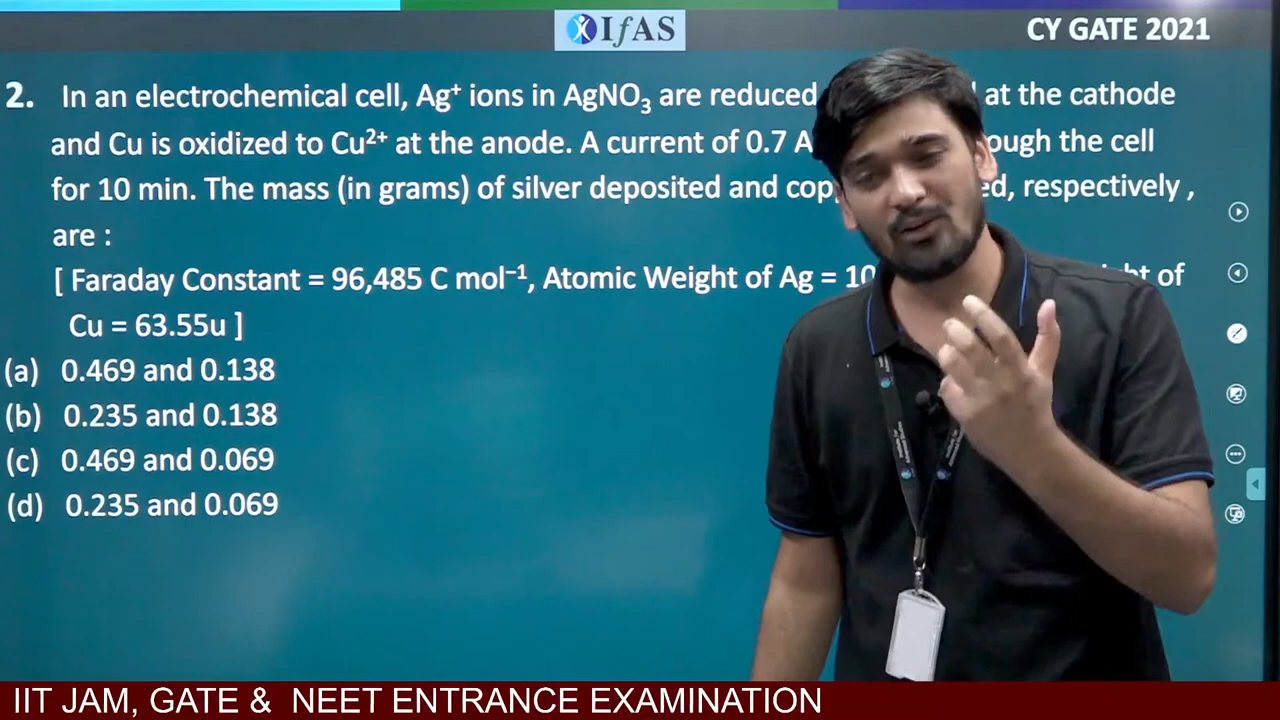 IfAS
CY GATE 2021
2. In an electrochemical cell, Ag⁺ ions in AgNO₃ are reduced at the cathode
and Cu is oxidized to Cu²⁺ at the anode. A current of 0.7 A the cell
for 10 min. The mass (in grams) of silver deposited and respectively ,
are :
[ Faraday Constant = 96,485 C mol⁻¹, Atomic Weight of Ag = of
Cu = 63.55u ]
(a) 0.469 and 0.138
(b) 0.235 and 0.138
(c) 0.469 and 0.069
(d) 0.235 and 0.069
IIT JAM, GATE & NEET ENTRANCE EXAMINATION